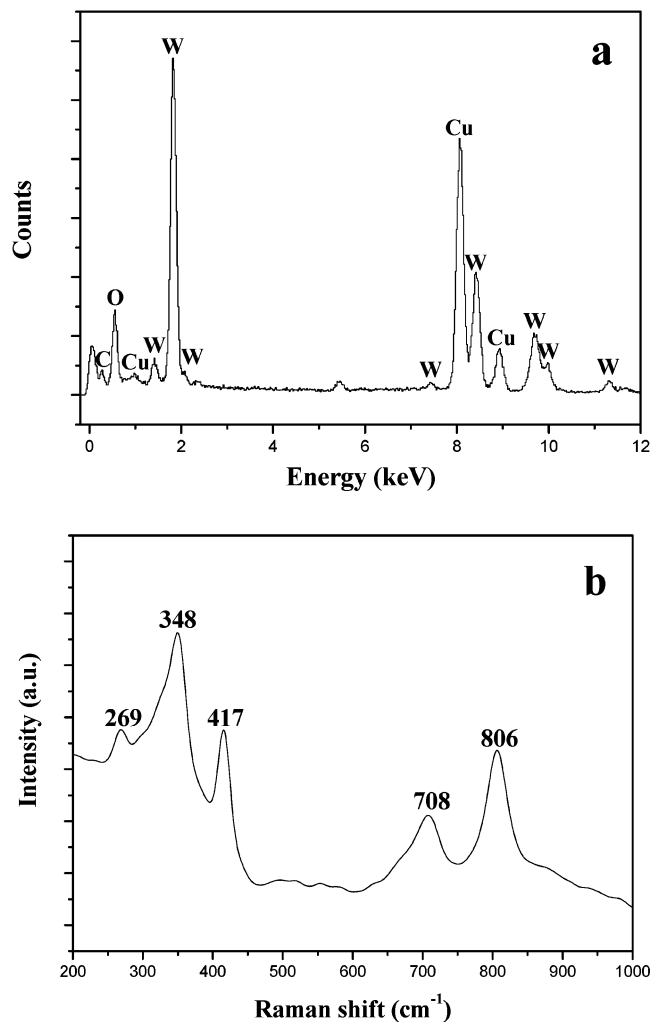 a
W
Cu
W
O
W
C
Cu
W
W
Cu
W
W
W
Counts
0 2 4 6 8 10 12
Energy (keV)
b
348
269
417
806
708
Intensity (a.u.)
200 300 400 500 600 700 800 900 1000
Raman shift (cm⁻¹)